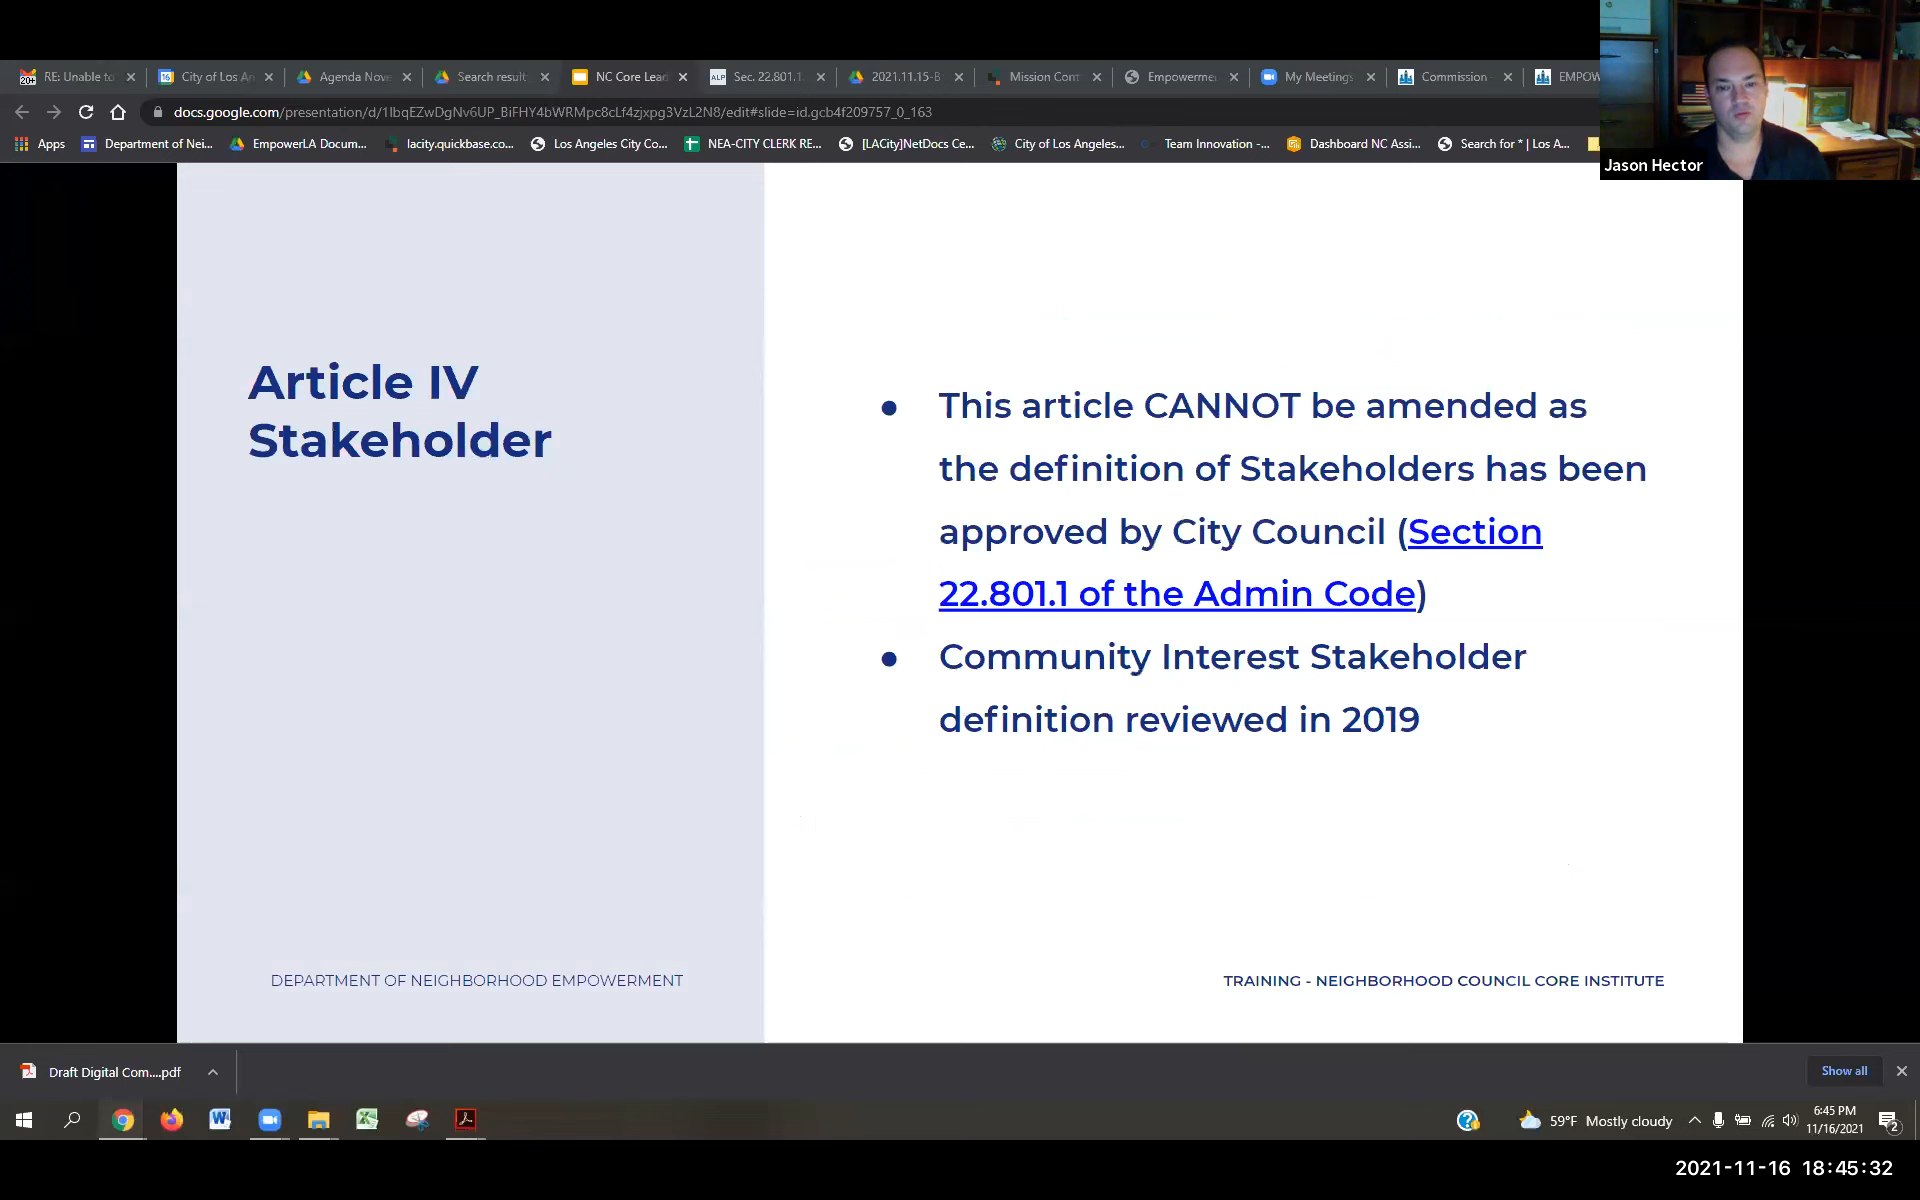 RE: Unable to
City of Los An
Agenda Nove
Search result
NC Core Lead
Sec. 22.801.1
2021.11.15-B
Mission Cont
Empowerme
My Meetings
Commission -
EMPOW
docs.google.com/presentation/d/1IbqEZwDgNv6UP_BiFHY4bWRMpc8cLf4zjxpg3VzL2N8/edit#slide=id.gcb4f209757_0_163
Apps
Department of Nei...
EmpowerLA Docum...
lacity.quickbase.co...
Los Angeles City Co...
NEA-CITY CLERK RE...
[LACity]NetDocs Ce...
City of Los Angeles...
Team Innovation -...
Dashboard NC Assi...
Search for * | Los A...
Jason Hector
Article IV
Stakeholder
● This article CANNOT be amended as
the definition of Stakeholders has been
approved by City Council (Section
22.801.1 of the Admin Code)
● Community Interest Stakeholder
definition reviewed in 2019
DEPARTMENT OF NEIGHBORHOOD EMPOWERMENT
TRAINING - NEIGHBORHOOD COUNCIL CORE INSTITUTE
Draft Digital Com....pdf
Show all
59°F Mostly cloudy
6:45 PM
11/16/2021
2
2021-11-16 18:45:32